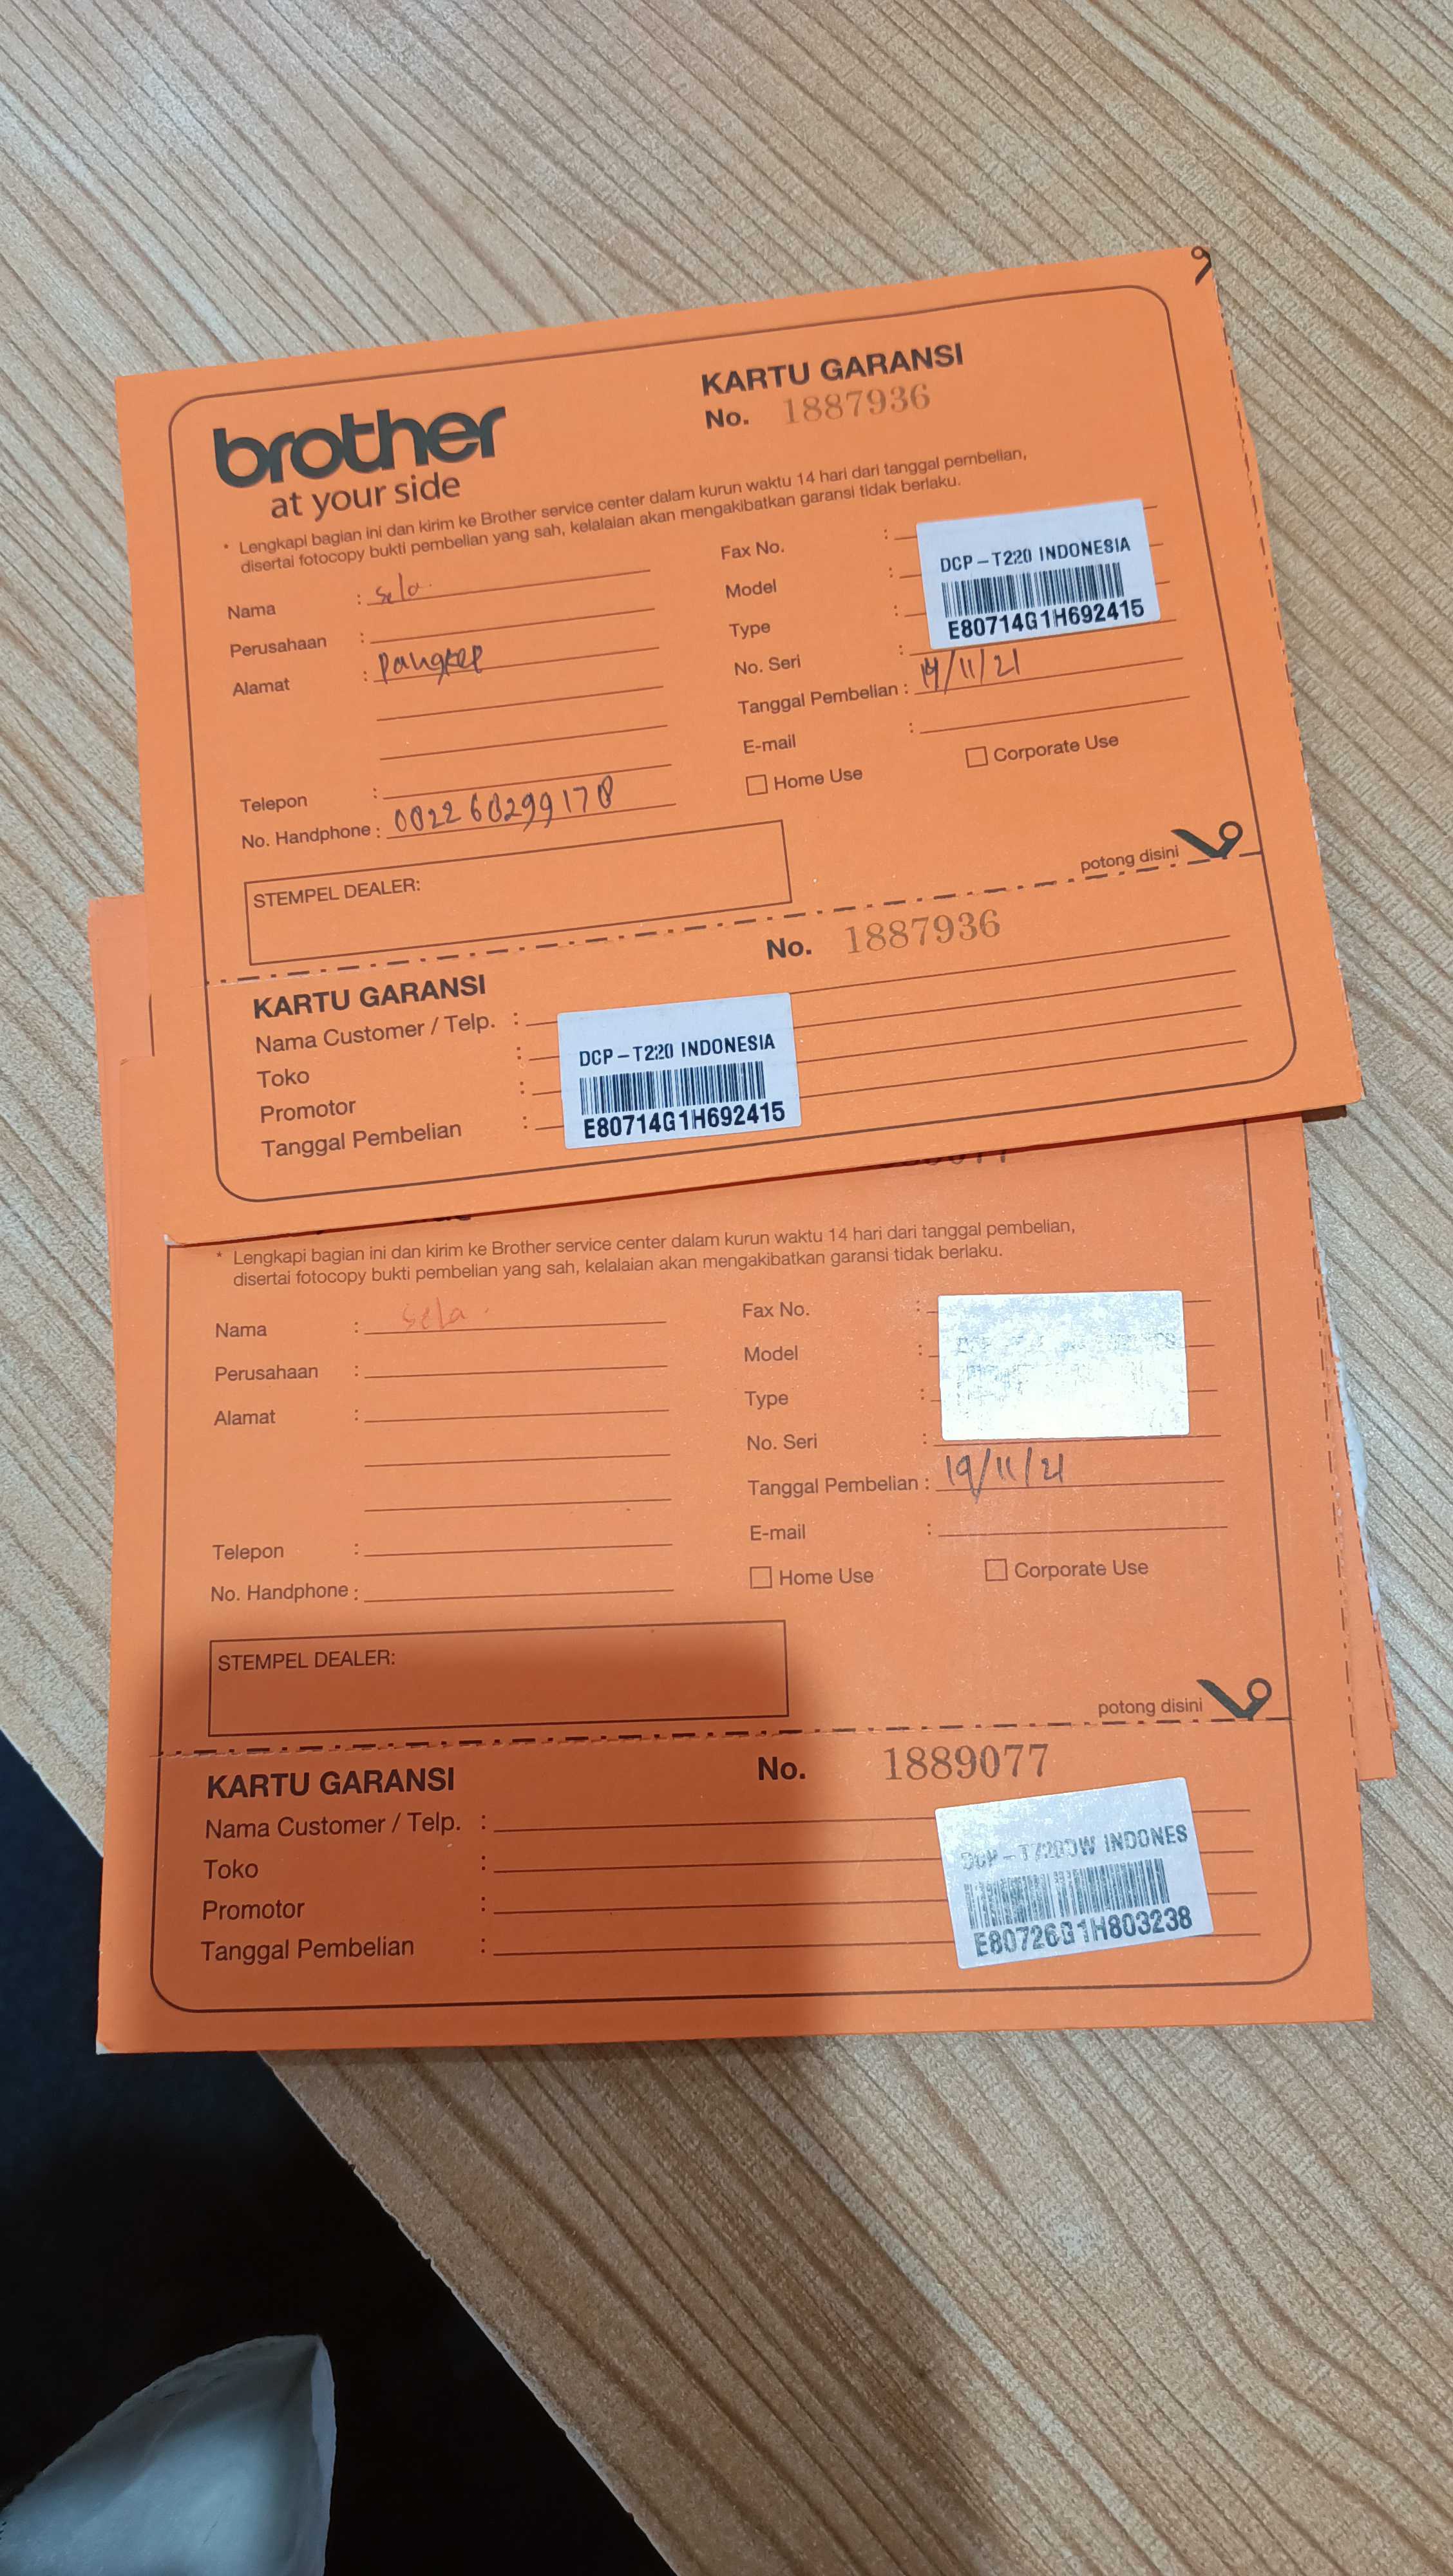 brother
at your side
KARTU GARANSI
No. 1887936
* Lengkapi bagian ini dan kirim ke Brother service center dalam kurun waktu 14 hari dari tanggal pembelian,
disertai fotocopy bukti pembelian yang sah, kelalaian akan mengakibatkan garansi tidak berlaku.
Nama : Sela.
Perusahaan :
Alamat : Pangkep
Telepon :
No. Handphone : 082260299178
Fax No. :
Model :
Type :
No. Seri :
DCP-T220 INDONESIA
E80714G1H692415
Tanggal Pembelian : 19/11/21
E-mail :
Home Use
Corporate Use
STEMPEL DEALER:
potong disini
KARTU GARANSI
No. 1887936
Nama Customer / Telp. :
Toko :
Promotor :
Tanggal Pembelian :
DCP-T220 INDONESIA
E80714G1H692415
* Lengkapi bagian ini dan kirim ke Brother service center dalam kurun waktu 14 hari dari tanggal pembelian,
disertai fotocopy bukti pembelian yang sah, kelalaian akan mengakibatkan garansi tidak berlaku.
Nama : Sela.
Perusahaan :
Alamat :
Telepon :
No. Handphone :
Fax No. :
Model :
Type :
No. Seri :
Tanggal Pembelian : 19/11/21
E-mail :
Home Use
Corporate Use
STEMPEL DEALER:
potong disini
KARTU GARANSI
No. 1889077
Nama Customer / Telp. :
Toko :
Promotor :
Tanggal Pembelian :
DCP-T720DW INDONES
E80726G1H803238